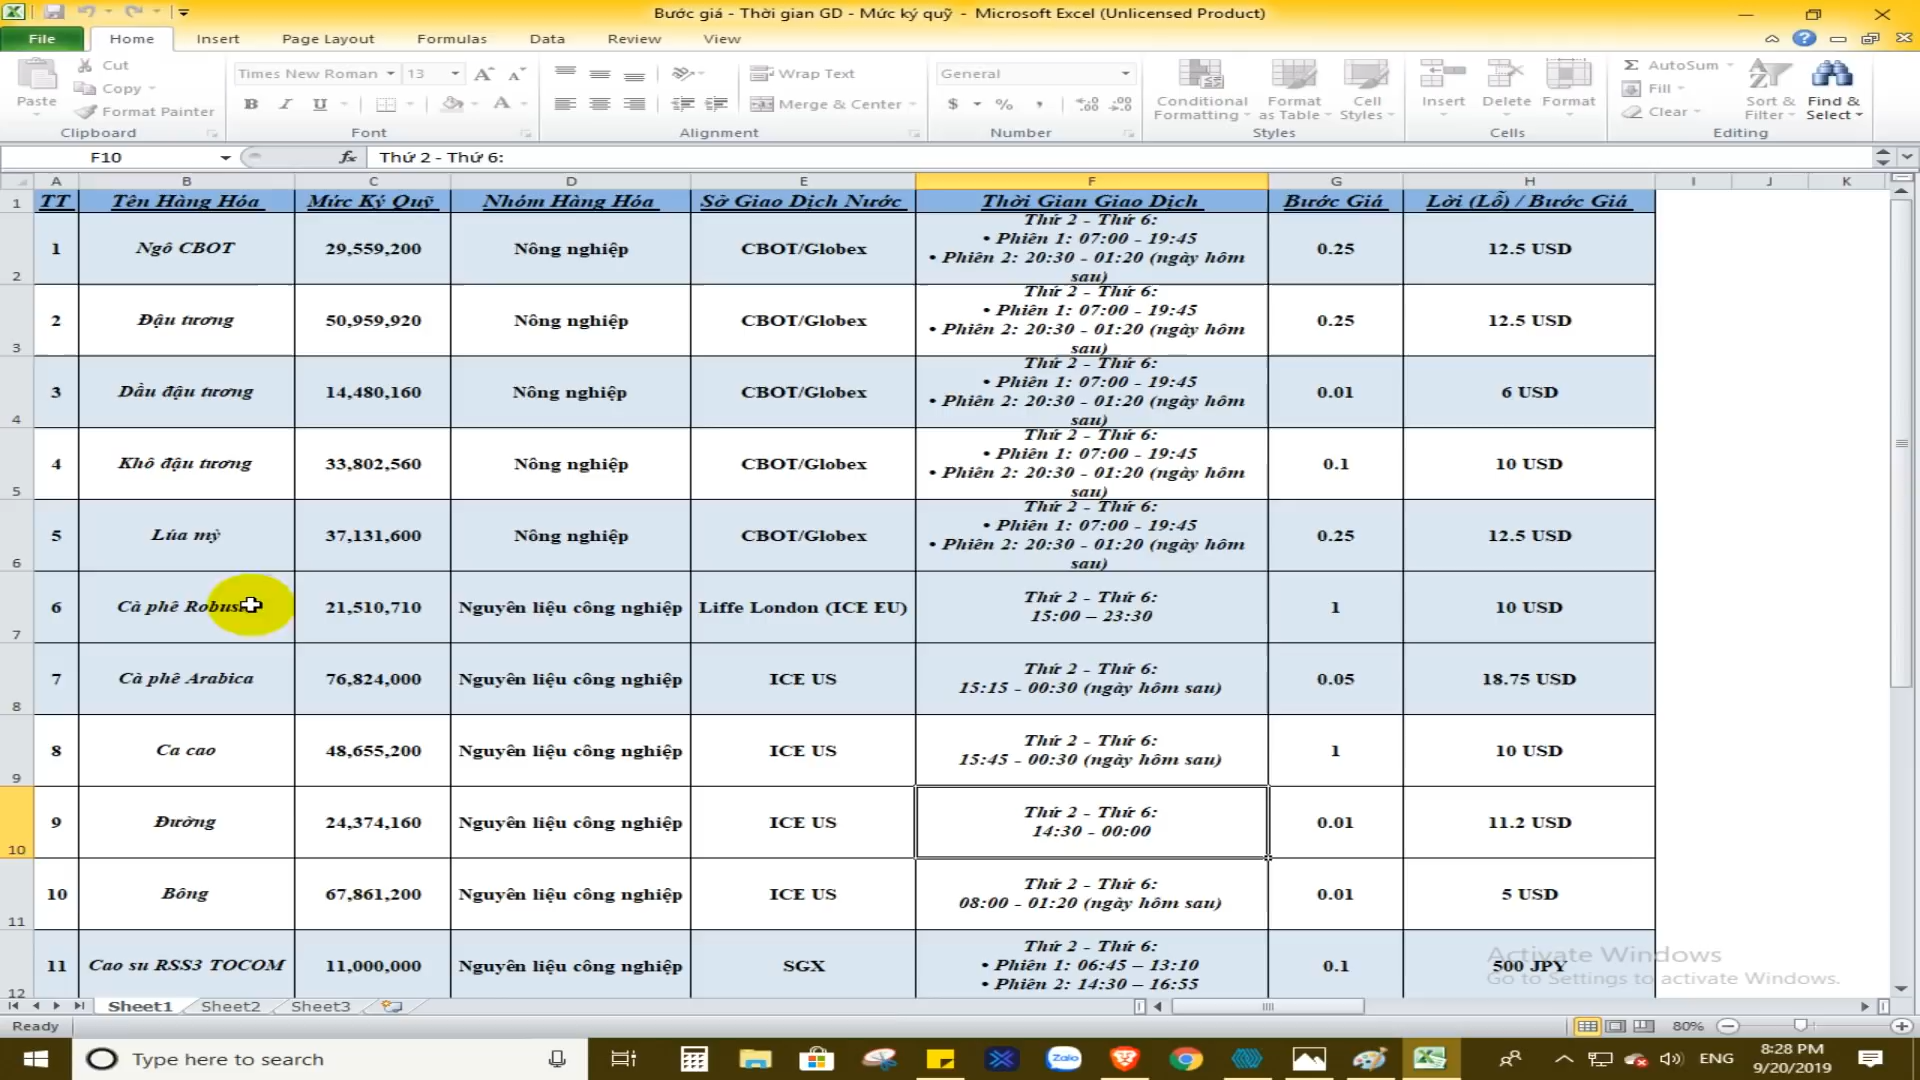 Bước giá - Thời gian GD - Mức ký quỹ - Microsoft Excel (Unlicensed Product)
File Home Insert Page Layout Formulas Data Review View
Paste Cut Copy Format Painter Clipboard
Times New Roman 13 B I U A Font
Wrap Text Merge & Center Alignment
General $ % , Number
Conditional Formatting Format as Table Cell Styles Styles
Insert Delete Format Cells
AutoSum Fill Clear Sort & Filter Find & Select Editing
F10 fx Thứ 2 - Thứ 6:
A B C D E F G H I J K
1 TT Tên Hàng Hóa Mức Ký Quỹ Nhóm Hàng Hóa Sở Giao Dịch Nước Thời Gian Giao Dịch Bước Giá Lời (Lỗ) / Bước Giá
2 1 Ngô CBOT 29,559,200 Nông nghiệp CBOT/Globex Thứ 2 - Thứ 6: • Phiên 1: 07:00 - 19:45 • Phiên 2: 20:30 - 01:20 (ngày hôm sau) 0.25 12.5 USD
3 2 Đậu tương 50,959,920 Nông nghiệp CBOT/Globex Thứ 2 - Thứ 6: • Phiên 1: 07:00 - 19:45 • Phiên 2: 20:30 - 01:20 (ngày hôm sau) 0.25 12.5 USD
4 3 Dầu đậu tương 14,480,160 Nông nghiệp CBOT/Globex Thứ 2 - Thứ 6: • Phiên 1: 07:00 - 19:45 • Phiên 2: 20:30 - 01:20 (ngày hôm sau) 0.01 6 USD
5 4 Khô đậu tương 33,802,560 Nông nghiệp CBOT/Globex Thứ 2 - Thứ 6: • Phiên 1: 07:00 - 19:45 • Phiên 2: 20:30 - 01:20 (ngày hôm sau) 0.1 10 USD
6 5 Lúa mỳ 37,131,600 Nông nghiệp CBOT/Globex Thứ 2 - Thứ 6: • Phiên 1: 07:00 - 19:45 • Phiên 2: 20:30 - 01:20 (ngày hôm sau) 0.25 12.5 USD
7 6 Cà phê 21,510,710 Nguyên liệu công nghiệp Liffe London (ICE EU) Thứ 2 - Thứ 6: 15:00 – 23:30 1 10 USD
8 7 Cà phê Arabica 76,824,000 Nguyên liệu công nghiệp ICE US Thứ 2 - Thứ 6: 15:15 - 00:30 (ngày hôm sau) 0.05 18.75 USD
9 8 Ca cao 48,655,200 Nguyên liệu công nghiệp ICE US Thứ 2 - Thứ 6: 15:45 - 00:30 (ngày hôm sau) 1 10 USD
10 9 Đường 24,374,160 Nguyên liệu công nghiệp ICE US Thứ 2 - Thứ 6: 14:30 - 00:00 0.01 11.2 USD
11 10 Bông 67,861,200 Nguyên liệu công nghiệp ICE US Thứ 2 - Thứ 6: 08:00 - 01:20 (ngày hôm sau) 0.01 5 USD
12 11 Cao su RSS3 TOCOM 11,000,000 Nguyên liệu công nghiệp SGX Thứ 2 - Thứ 6: • Phiên 1: 06:45 – 13:10 • Phiên 2: 14:30 – 16:55 0.1 500 JPY
Activate Windows
Go to Settings to activate Windows.
Sheet1 Sheet2 Sheet3
Ready 80%
Type here to search Zalo ENG 8:28 PM
9/20/2019